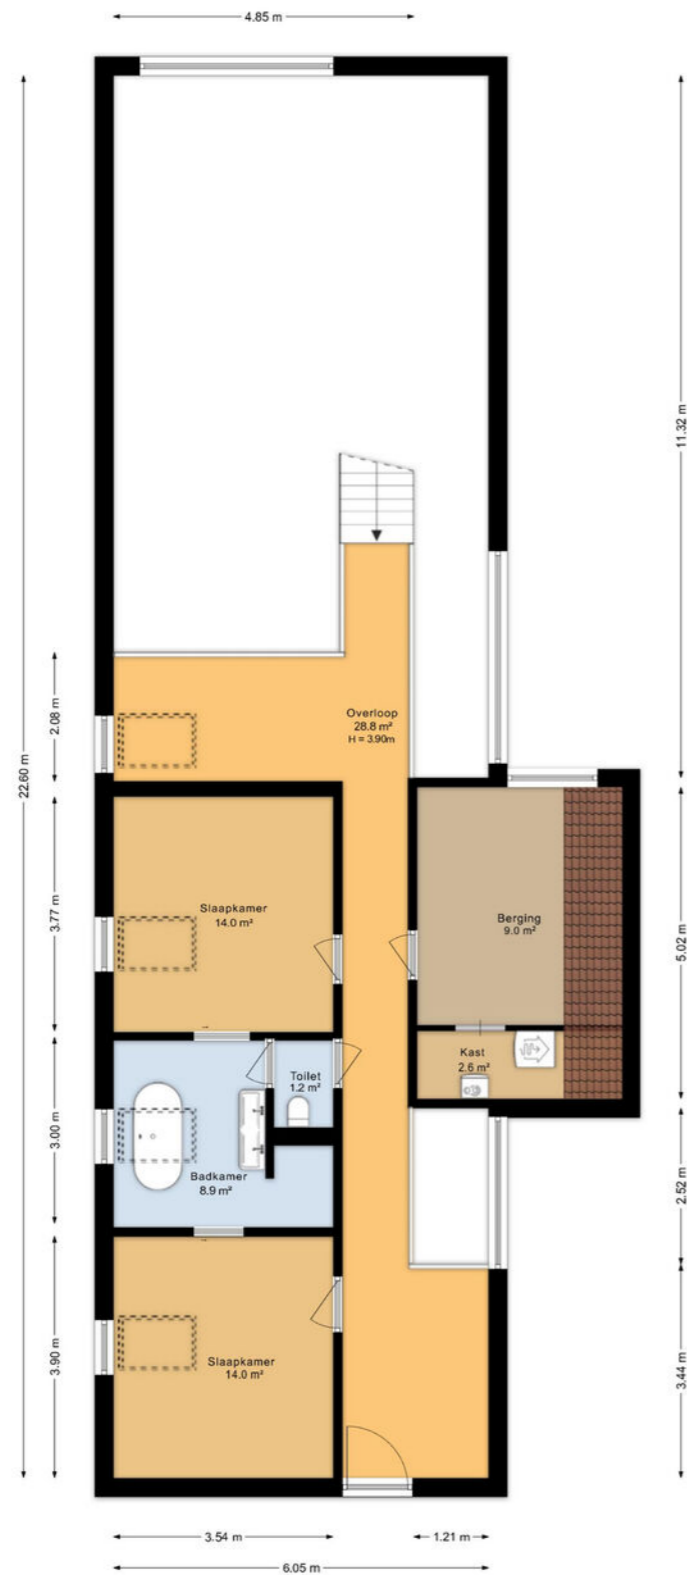 4.85 m
22.60 m
11.32 m
2.08 m
Overloop
28.8 m²
H = 3.90m
3.77 m
Slaapkamer
14.0 m²
Berging
9.0 m²
5.02 m
Kast
2.6 m²
Toilet
1.2 m²
3.00 m
Badkamer
8.9 m²
2.52 m
3.90 m
Slaapkamer
14.0 m²
3.44 m
3.54 m
1.21 m
6.05 m